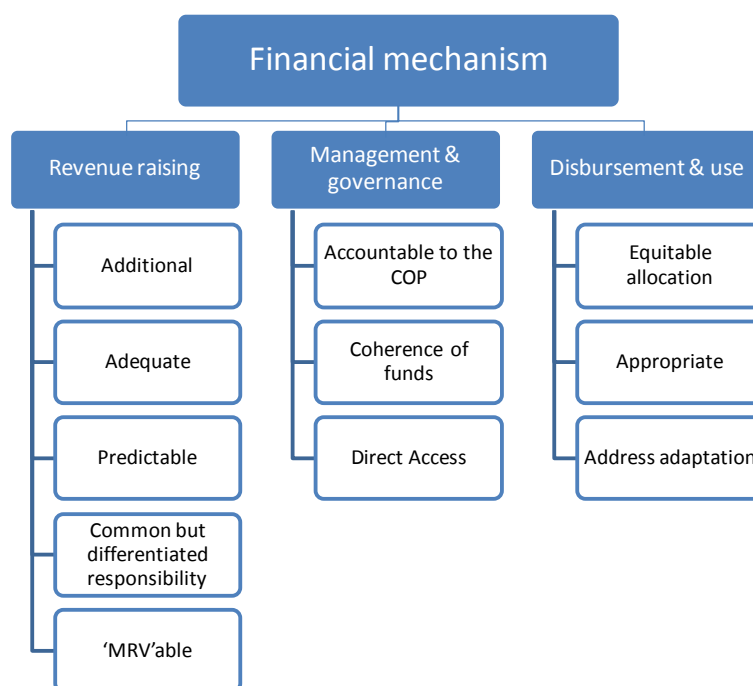 Financial mechanism
Revenue raising
Additional
Adequate
Predictable
Common but
differentiated
responsibility
‘MRV’able
Management &
governance
Accountable to the
COP
Coherence of
funds
Direct Access
Disbursement & use
Equitable
allocation
Appropriate
Address adaptation